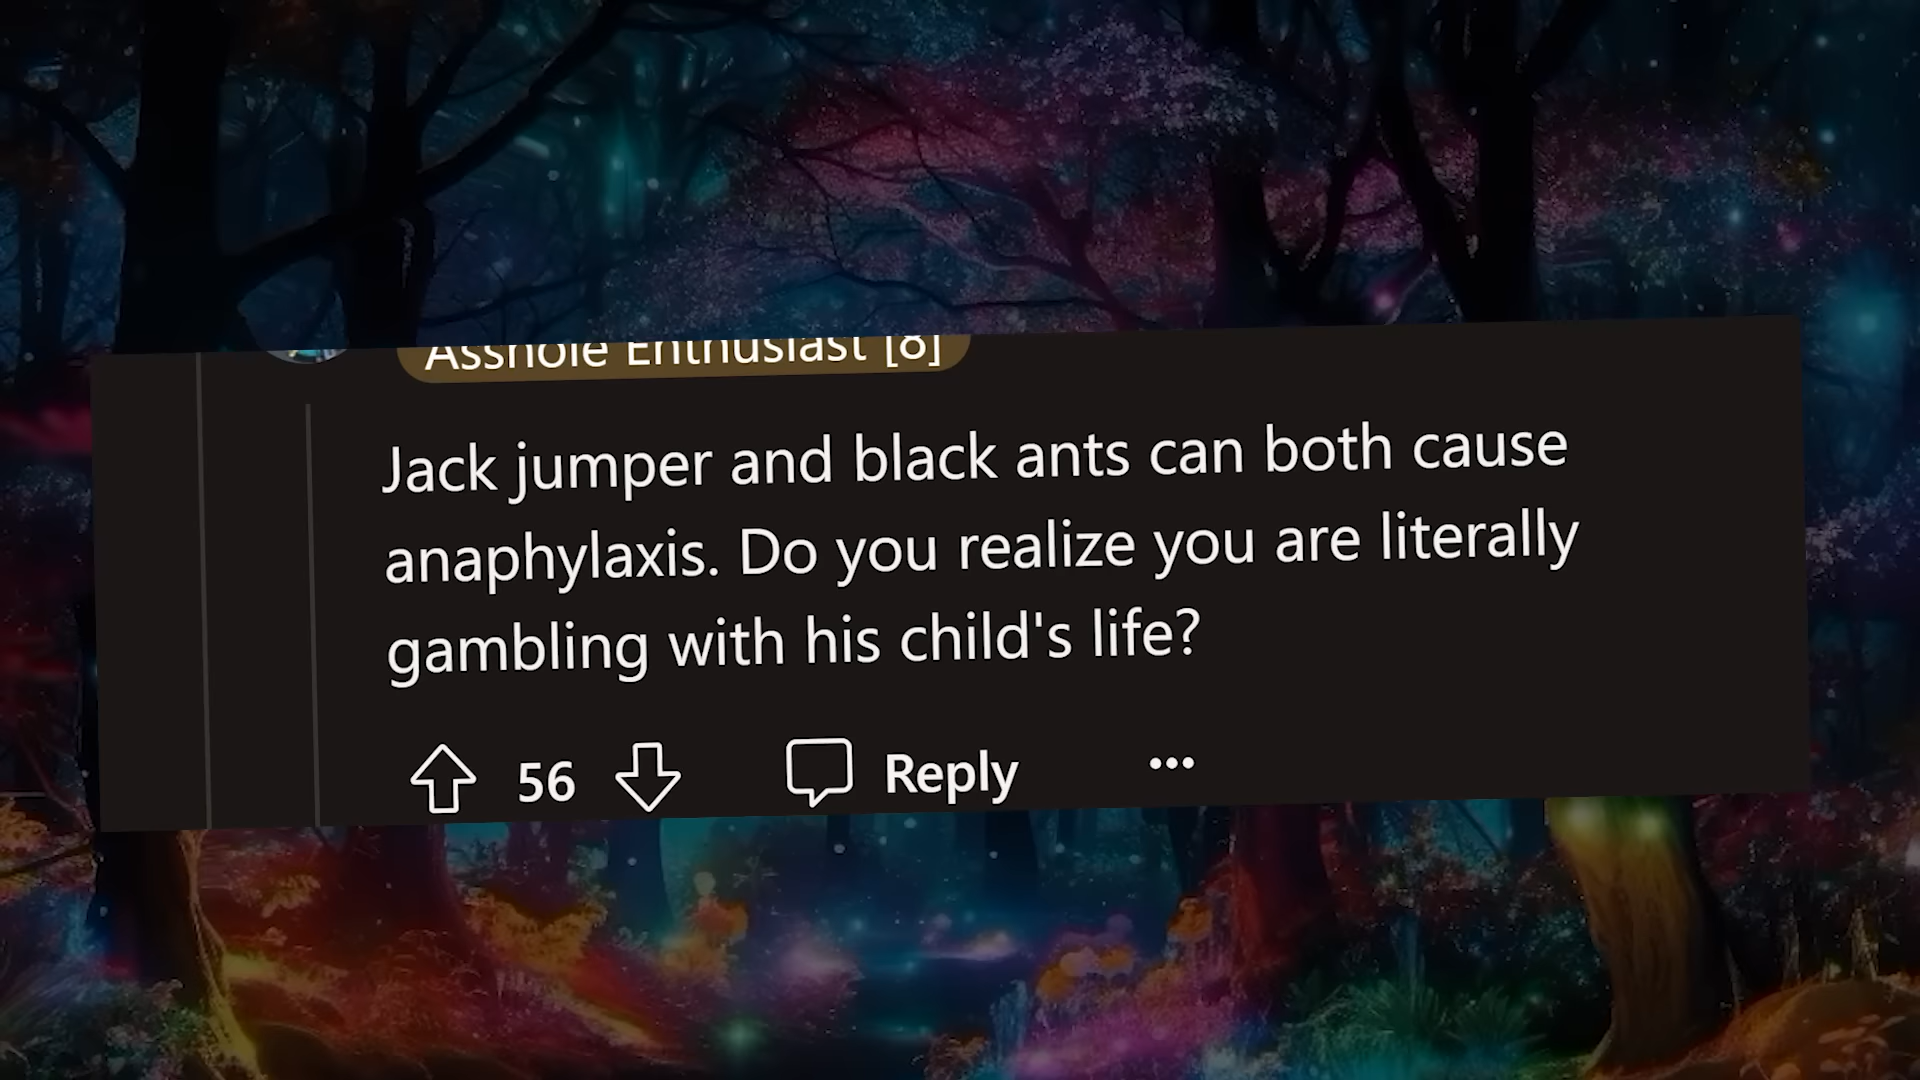 Asshole Enthusiast [8]
Jack jumper and black ants can both cause
anaphylaxis. Do you realize you are literally
gambling with his child's life?
56 Reply